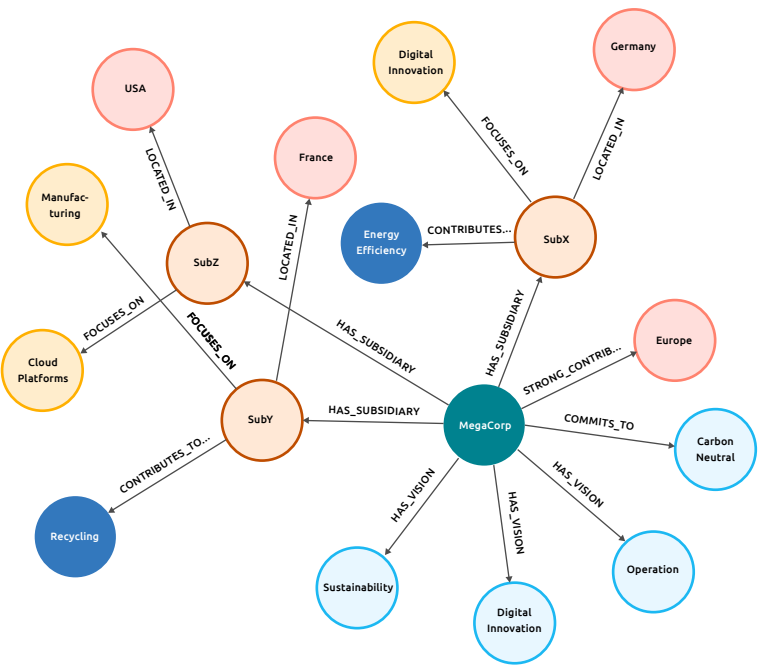 Digital
Innovation
Germany
USA
FOCUSES_ON
LOCATED_IN
LOCATED_IN
France
Manufac-
turing
Energy
Efficiency
CONTRIBUTES...
SubX
LOCATED_IN
SubZ
FOCUSES_ON
FOCUSES_ON
HAS_SUBSIDIARY
HAS_SUBSIDIARY
STRONG_CONTRIB...
Europe
Cloud
Platforms
SubY
HAS_SUBSIDIARY
MegaCorp
COMMITS_TO
Carbon
Neutral
CONTRIBUTES_TO...
HAS_VISION
HAS_VISION
HAS_VISION
Recycling
Sustainability
Digital
Innovation
Operation